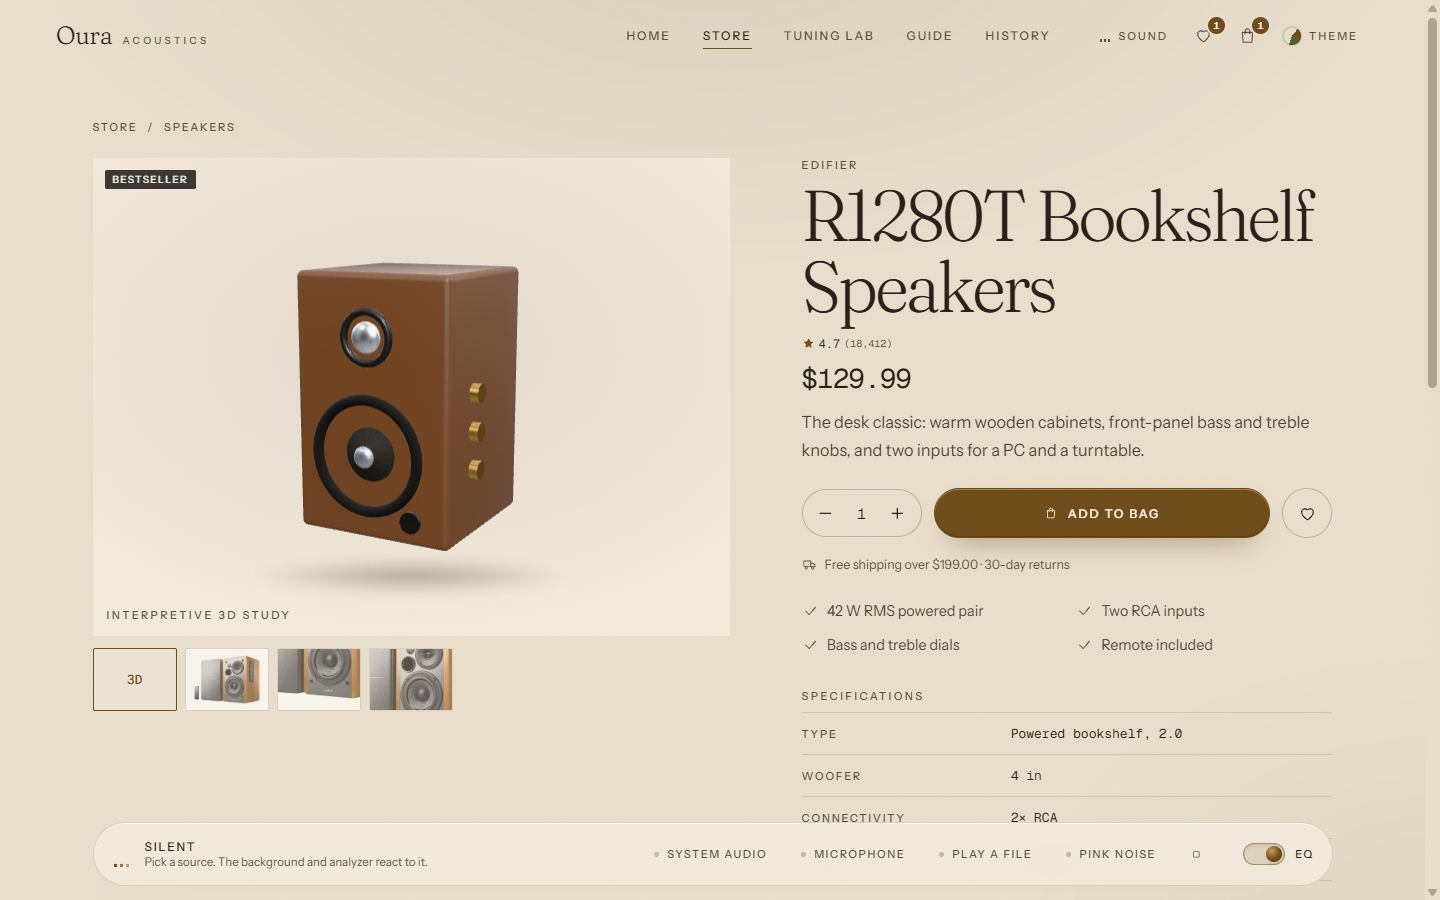 Oura ACOUSTICS
HOME STORE TUNING LAB GUIDE HISTORY SOUND 1 1 THEME
STORE / SPEAKERS
BESTSELLER
INTERPRETIVE 3D STUDY
3D
EDIFIER
R1280T Bookshelf
Speakers
4.7 (18,412)
$129.99
The desk classic: warm wooden cabinets, front-panel bass and treble
knobs, and two inputs for a PC and a turntable.
1
ADD TO BAG
Free shipping over $199.00 · 30-day returns
42 W RMS powered pair
Two RCA inputs
Bass and treble dials
Remote included
SPECIFICATIONS
TYPE Powered bookshelf, 2.0
WOOFER 4 in
CONNECTIVITY 2× RCA
SILENT
Pick a source. The background and analyzer react to it.
SYSTEM AUDIO MICROPHONE PLAY A FILE PINK NOISE EQ